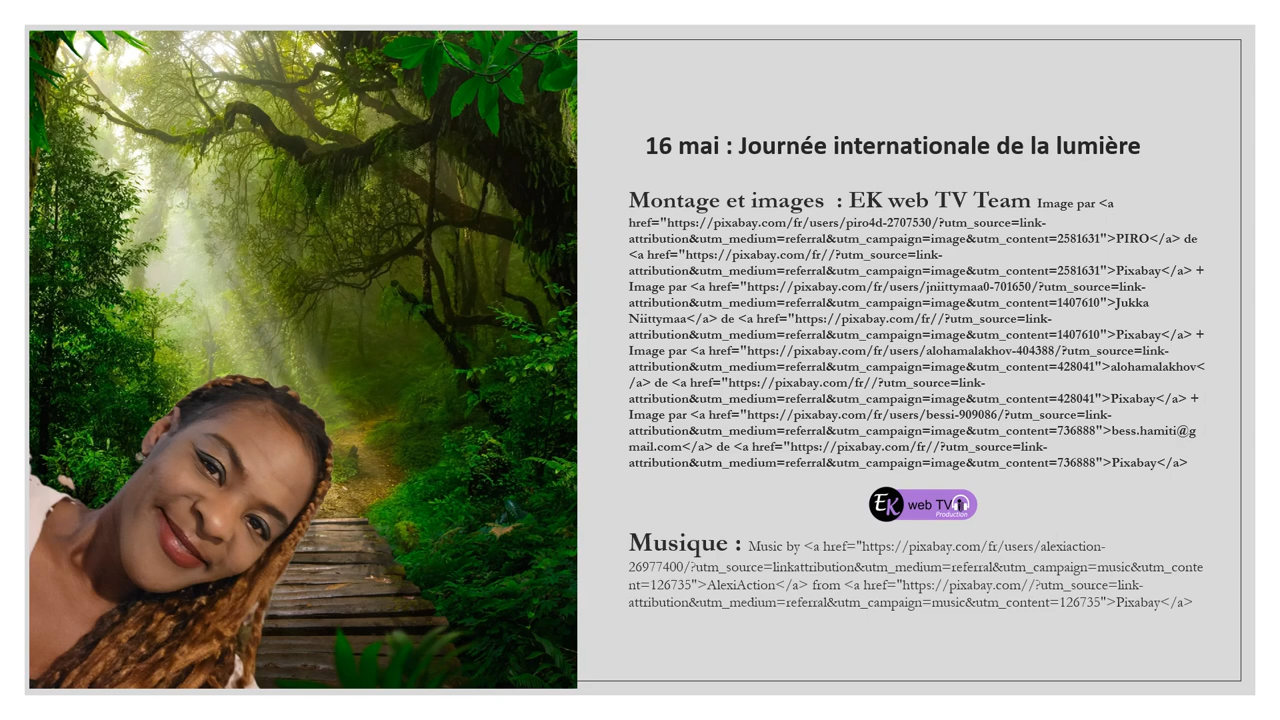 16 mai : Journée internationale de la lumière
Montage et images : EK web TV Team Image par <a
href="https://pixabay.com/fr/users/piro4d-2707530/?utm_source=link-
attribution&utm_medium=referral&utm_campaign=image&utm_content=2581631">PIRO</a> de
<a href="https://pixabay.com/fr//?utm_source=link-
attribution&utm_medium=referral&utm_campaign=image&utm_content=2581631">Pixabay</a> +
Image par <a href="https://pixabay.com/fr/users/jniittymaa0-701650/?utm_source=link-
attribution&utm_medium=referral&utm_campaign=image&utm_content=1407610">Jukka
Niittymaa</a> de <a href="https://pixabay.com/fr//?utm_source=link-
attribution&utm_medium=referral&utm_campaign=image&utm_content=1407610">Pixabay</a> +
Image par <a href="https://pixabay.com/fr/users/alohamalakhov-404388/?utm_source=link-
attribution&utm_medium=referral&utm_campaign=image&utm_content=428041">alohamalakhov<
/a> de <a href="https://pixabay.com/fr//?utm_source=link-
attribution&utm_medium=referral&utm_campaign=image&utm_content=428041">Pixabay</a> +
Image par <a href="https://pixabay.com/fr/users/bessi-909086/?utm_source=link-
attribution&utm_medium=referral&utm_campaign=image&utm_content=736888">bess.hamiti@g
mail.com</a> de <a href="https://pixabay.com/fr//?utm_source=link-
attribution&utm_medium=referral&utm_campaign=image&utm_content=736888">Pixabay</a>
EK web TV
Production
Musique : Music by <a href="https://pixabay.com/fr/users/alexiaction-
26977400/?utm_source=linkattribution&utm_medium=referral&utm_campaign=music&utm_conte
nt=126735">AlexiAction</a> from <a href="https://pixabay.com//?utm_source=link-
attribution&utm_medium=referral&utm_campaign=music&utm_content=126735">Pixabay</a>